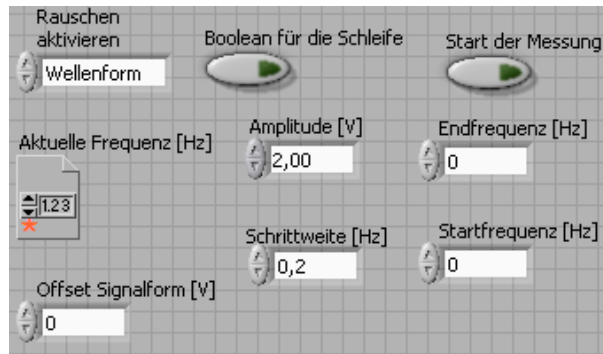 Rauschen
aktivieren
Wellenform
Boolean für die Schleife
Start der Messung
Aktuelle Frequenz [Hz]
1.23
Amplitude [V]
2,00
Endfrequenz [Hz]
0
Schrittweite [Hz]
0,2
Startfrequenz [Hz]
0
Offset Signalform [V]
0